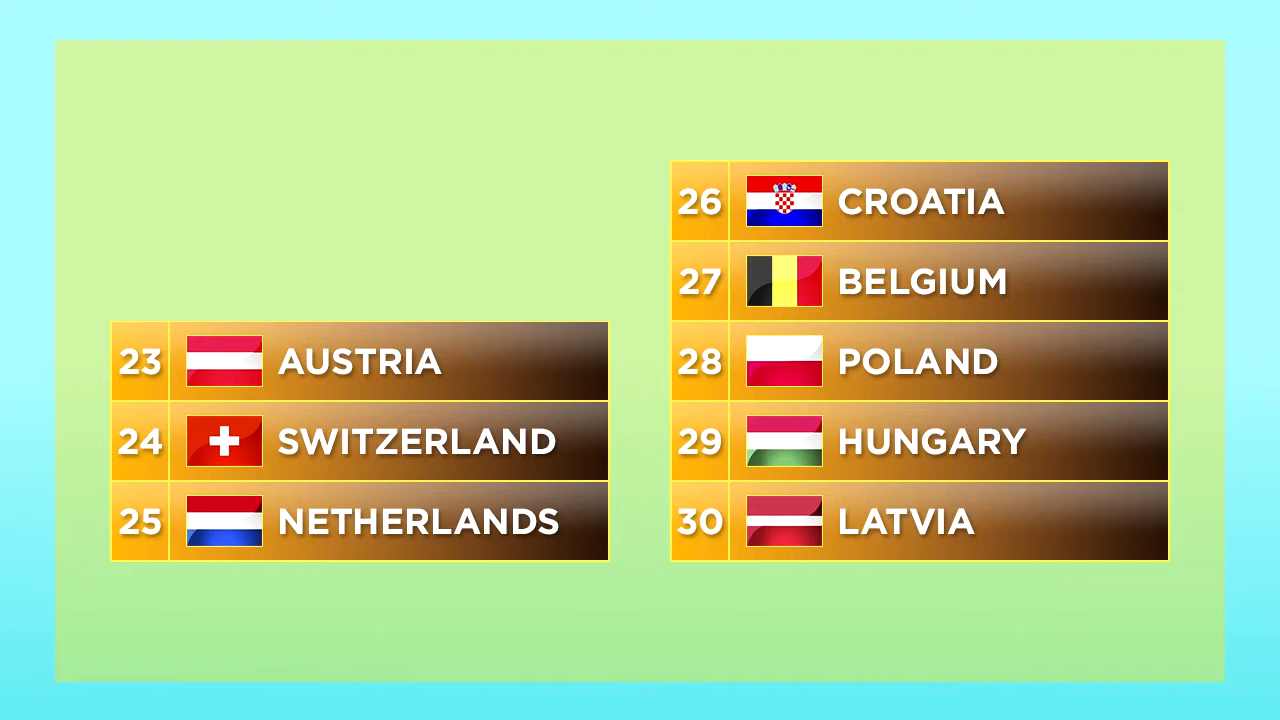 23 AUSTRIA
24 SWITZERLAND
25 NETHERLANDS
26 CROATIA
27 BELGIUM
28 POLAND
29 HUNGARY
30 LATVIA